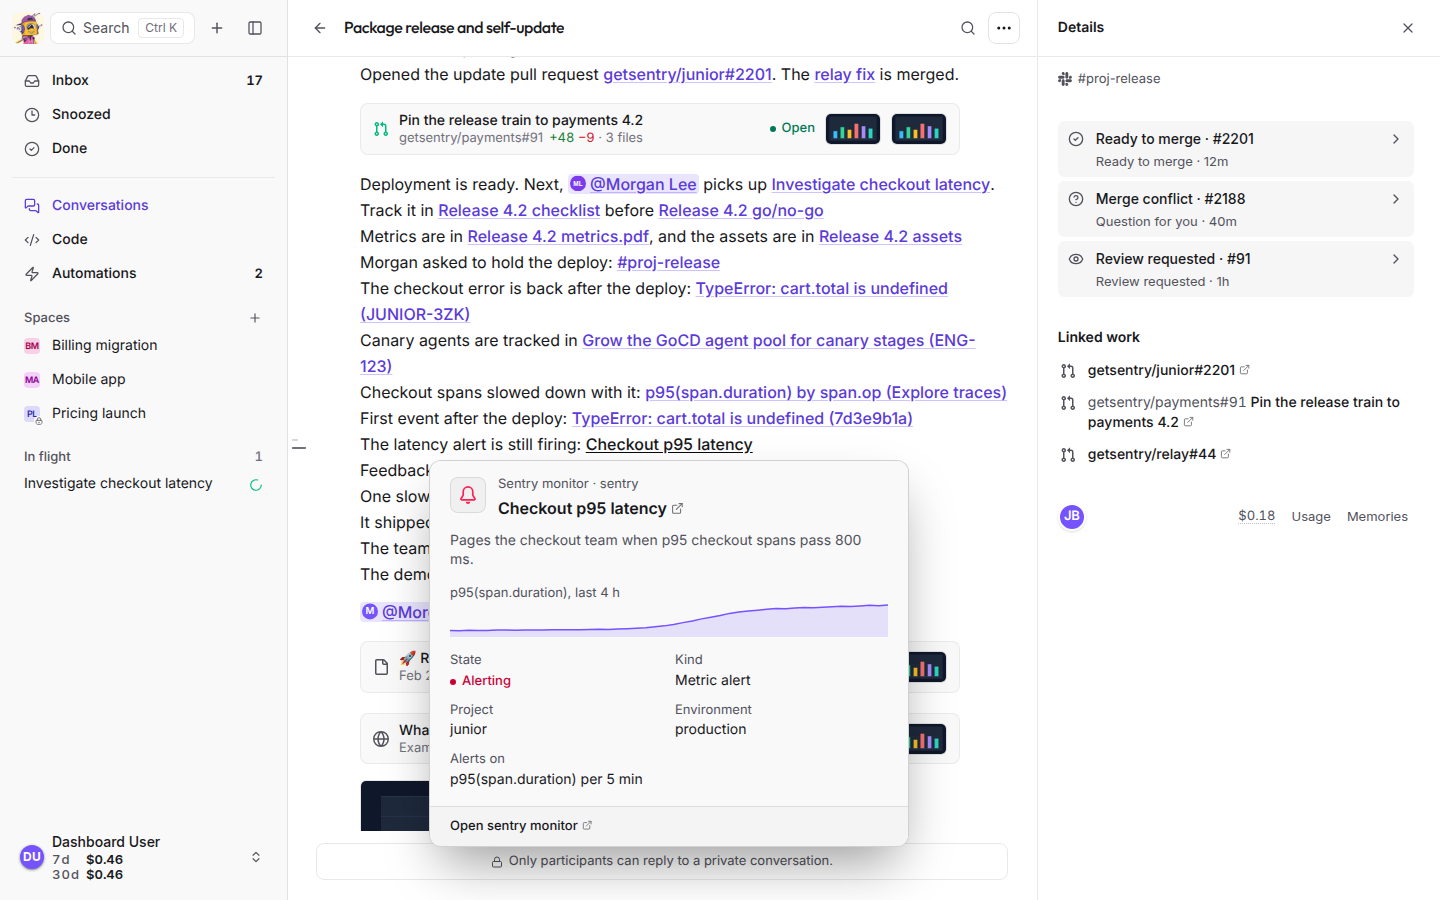 Search Ctrl K
Inbox 17
Snoozed
Done
Conversations
Code
Automations 2
Spaces
BM Billing migration
MA Mobile app
PL Pricing launch
In flight 1
Investigate checkout latency
DU Dashboard User
7d $0.46
30d $0.46
Package release and self-update
Opened the update pull request getsentry/junior#2201. The relay fix is merged.
Pin the release train to payments 4.2
getsentry/payments#91 +48 −9 · 3 files
Open
Deployment is ready. Next, ML @Morgan Lee picks up Investigate checkout latency.
Track it in Release 4.2 checklist before Release 4.2 go/no-go
Metrics are in Release 4.2 metrics.pdf, and the assets are in Release 4.2 assets
Morgan asked to hold the deploy: #proj-release
The checkout error is back after the deploy: TypeError: cart.total is undefined
(JUNIOR-3ZK)
Canary agents are tracked in Grow the GoCD agent pool for canary stages (ENG-
123)
Checkout spans slowed down with it: p95(span.duration) by span.op (Explore traces)
First event after the deploy: TypeError: cart.total is undefined (7d3e9b1a)
The latency alert is still firing: Checkout p95 latency
Feedback
One slow
It shipped
The team
The demo
M @Mor
🚀 R
Feb 2
Wha
Exam
Sentry monitor · sentry
Checkout p95 latency
Pages the checkout team when p95 checkout spans pass 800
ms.
p95(span.duration), last 4 h
State
Alerting
Kind
Metric alert
Project
junior
Environment
production
Alerts on
p95(span.duration) per 5 min
Open sentry monitor
Only participants can reply to a private conversation.
Details
#proj-release
Ready to merge · #2201
Ready to merge · 12m
Merge conflict · #2188
Question for you · 40m
Review requested · #91
Review requested · 1h
Linked work
getsentry/junior#2201
getsentry/payments#91 Pin the release train to
payments 4.2
getsentry/relay#44
JB $0.18 Usage Memories